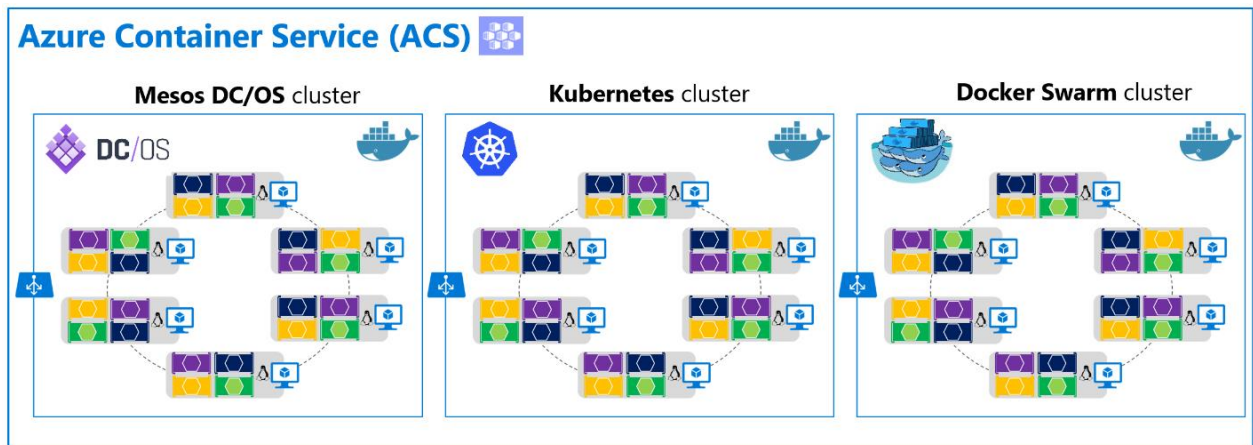 Azure Container Service (ACS)
Mesos DC/OS cluster
Kubernetes cluster
Docker Swarm cluster
DC/OS